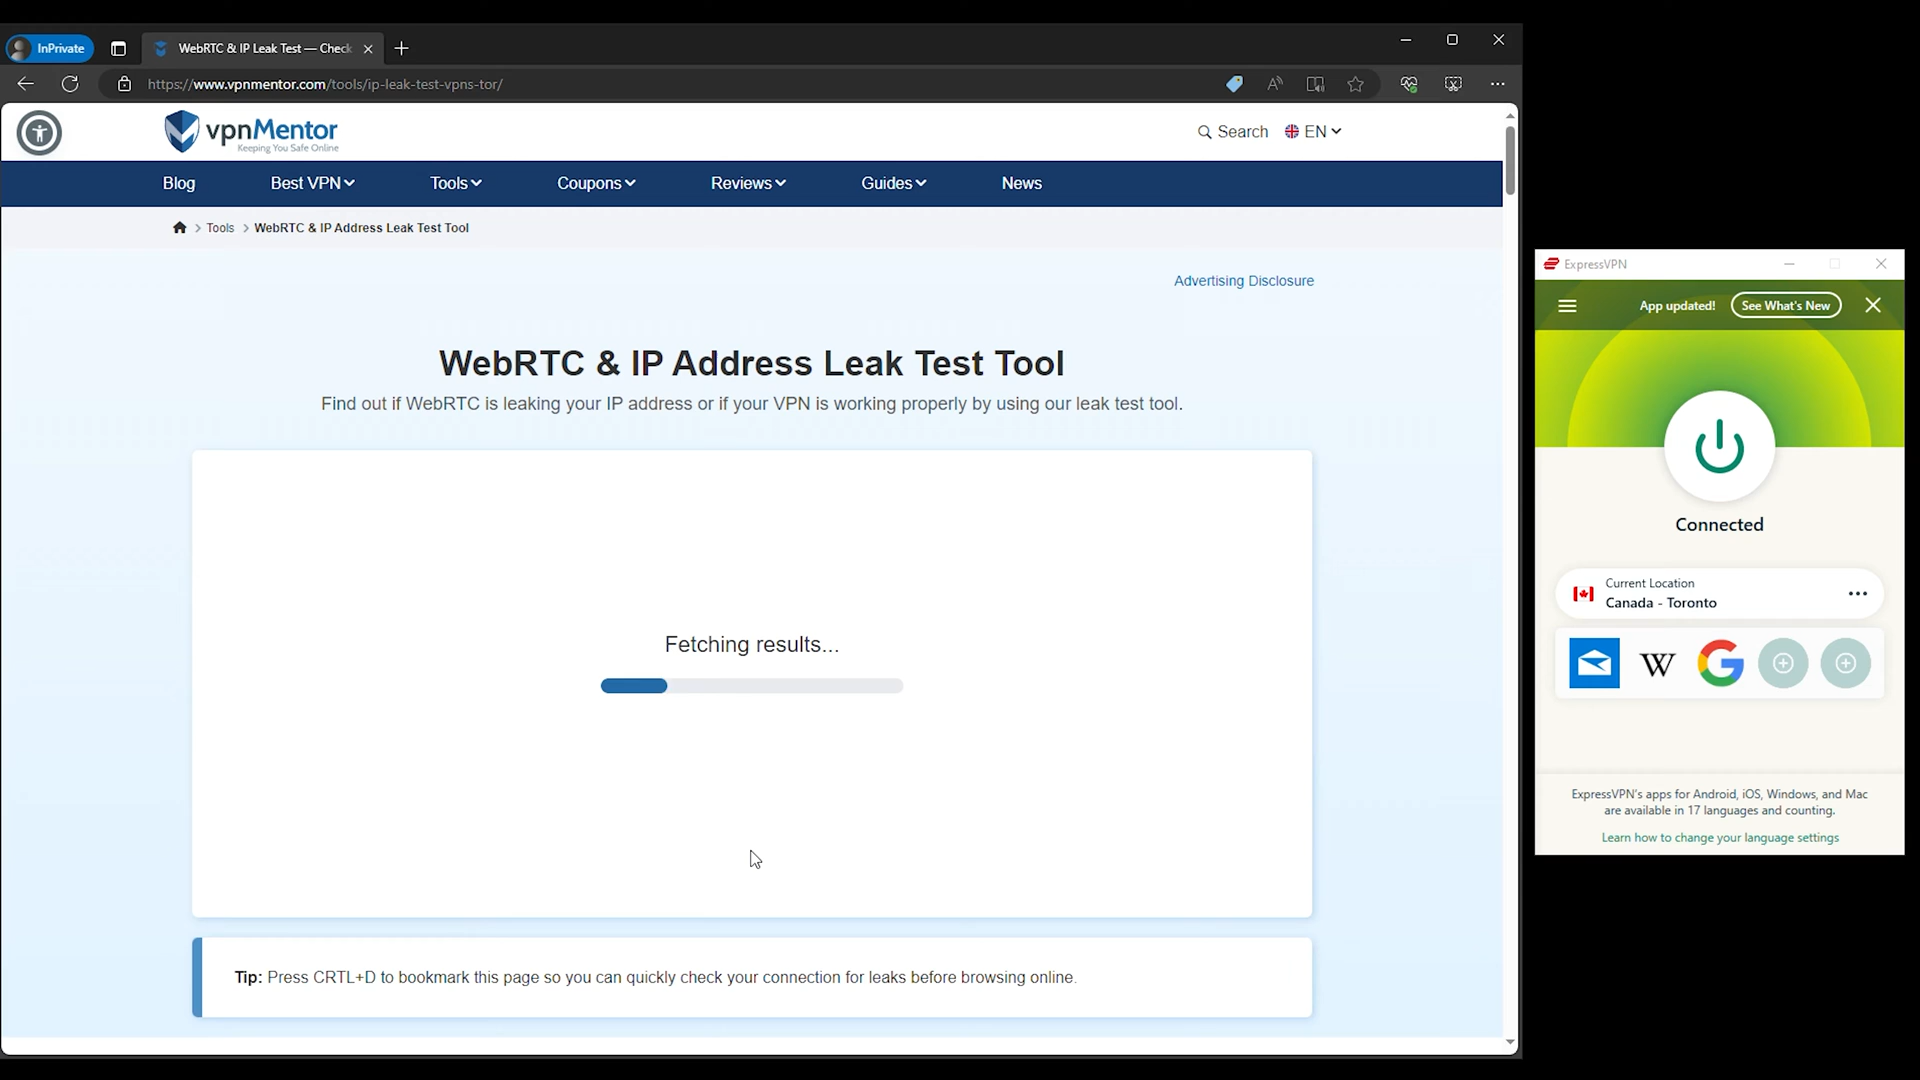 InPrivate
WebRTC & IP Leak Test — Check
https://www.vpnmentor.com/tools/ip-leak-test-vpns-tor/
vpnMentor
Keeping You Safe Online
Search
EN
Blog
Best VPN
Tools
Coupons
Reviews
Guides
News
Tools
WebRTC & IP Address Leak Test Tool
Advertising Disclosure
WebRTC & IP Address Leak Test Tool
Find out if WebRTC is leaking your IP address or if your VPN is working properly by using our leak test tool.
Fetching results...
Tip: Press CRTL+D to bookmark this page so you can quickly check your connection for leaks before browsing online.
ExpressVPN
App updated!
See What's New
Connected
Current Location
Canada - Toronto
ExpressVPN's apps for Android, iOS, Windows, and Mac
are available in 17 languages and counting.
Learn how to change your language settings